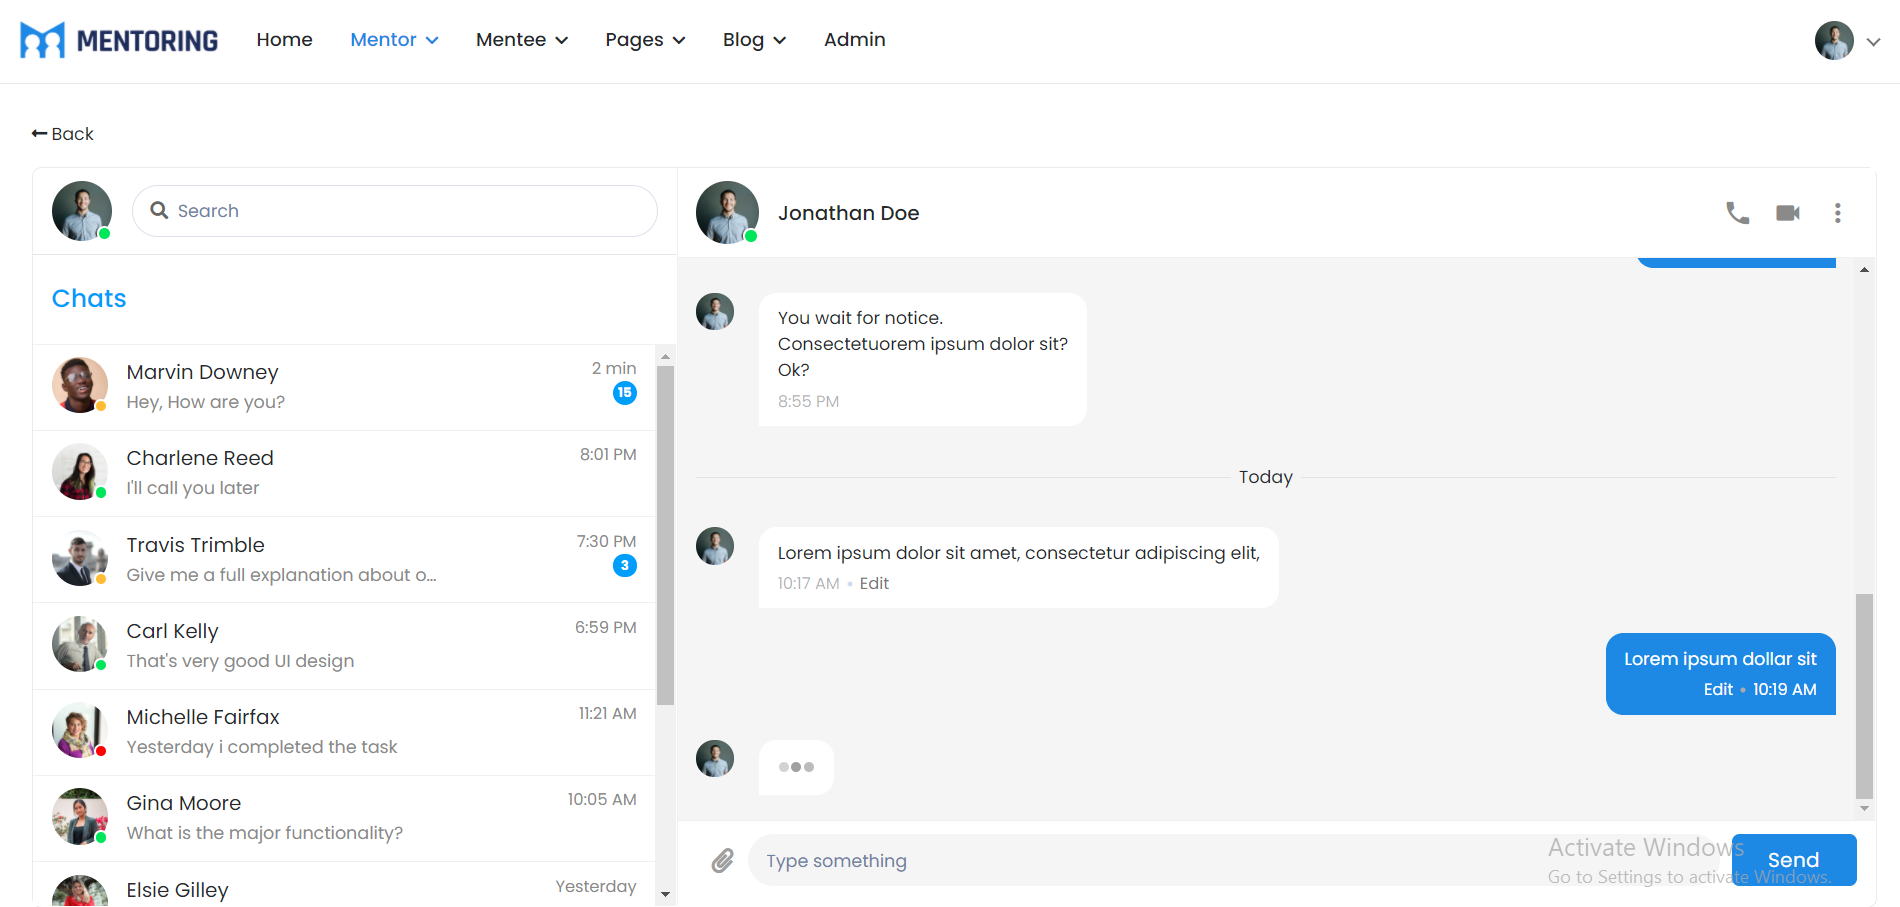 MENTORING
Home
Mentor
Mentee
Pages
Blog
Admin
Back
Search
Chats
Marvin Downey
2 min
Hey, How are you?
15
Charlene Reed
8:01 PM
I'll call you later
Travis Trimble
7:30 PM
Give me a full explanation about o...
3
Carl Kelly
6:59 PM
That's very good UI design
Michelle Fairfax
11:21 AM
Yesterday i completed the task
Gina Moore
10:05 AM
What is the major functionality?
Elsie Gilley
Yesterday
Jonathan Doe
You wait for notice.
Consectetuorem ipsum dolor sit?
Ok?
8:55 PM
Today
Lorem ipsum dolor sit amet, consectetur adipiscing elit,
10:17 AM • Edit
Lorem ipsum dollar sit
Edit • 10:19 AM
Type something
Send
Activate Windows
Go to Settings to activate Windows.